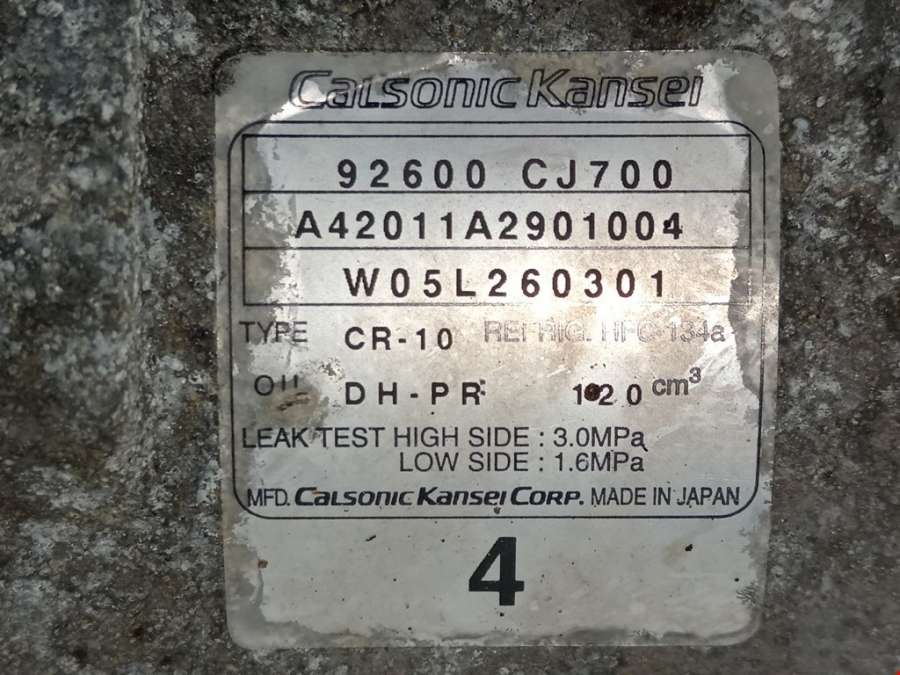 Calsonic Kansei
92600 CJ700
A42011A2901004
W05L260301
TYPE CR-10 REFRIG. HFC-134a
OIL DH-PR 120 cm³
LEAK TEST HIGH SIDE : 3.0MPa
LOW SIDE : 1.6MPa
MFD. CALSONIC KANSEI CORP. MADE IN JAPAN
4